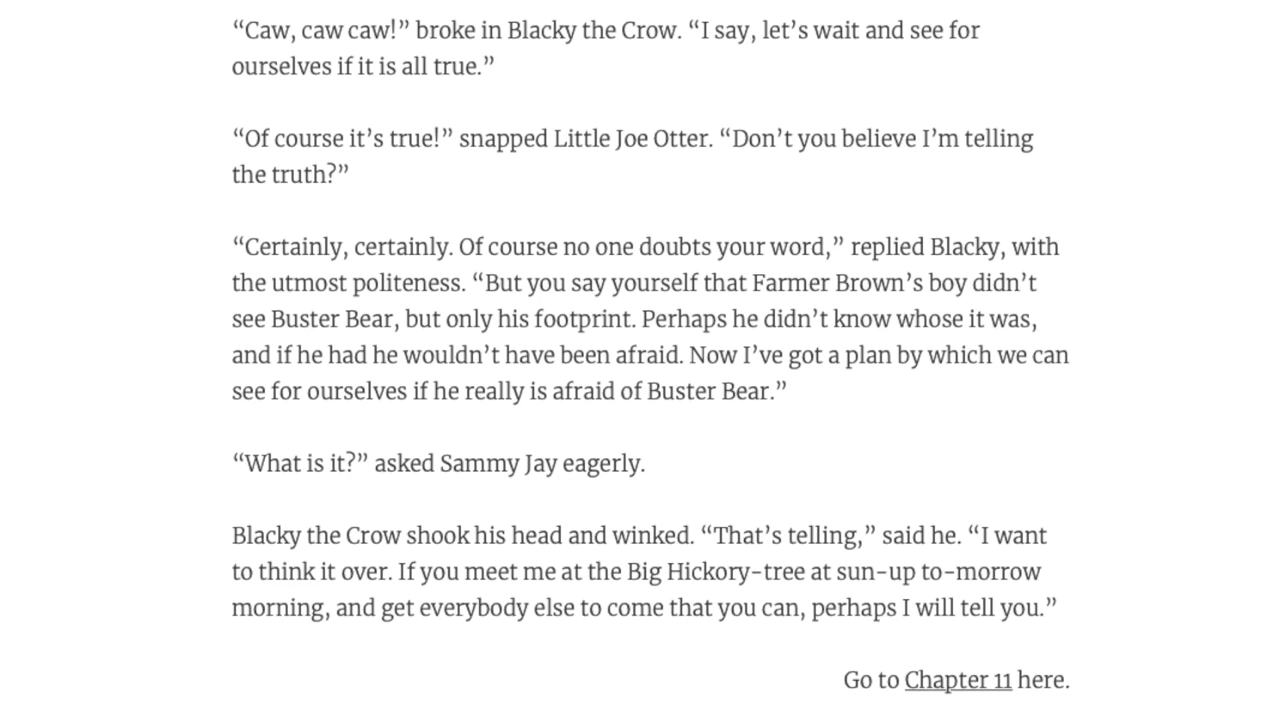 “Caw, caw caw!” broke in Blacky the Crow. “I say, let’s wait and see for
ourselves if it is all true.”
“Of course it’s true!” snapped Little Joe Otter. “Don’t you believe I’m telling
the truth?”
“Certainly, certainly. Of course no one doubts your word,” replied Blacky, with
the utmost politeness. “But you say yourself that Farmer Brown’s boy didn’t
see Buster Bear, but only his footprint. Perhaps he didn’t know whose it was,
and if he had he wouldn’t have been afraid. Now I’ve got a plan by which we can
see for ourselves if he really is afraid of Buster Bear.”
“What is it?” asked Sammy Jay eagerly.
Blacky the Crow shook his head and winked. “That’s telling,” said he. “I want
to think it over. If you meet me at the Big Hickory-tree at sun-up to-morrow
morning, and get everybody else to come that you can, perhaps I will tell you.”
Go to Chapter 11 here.